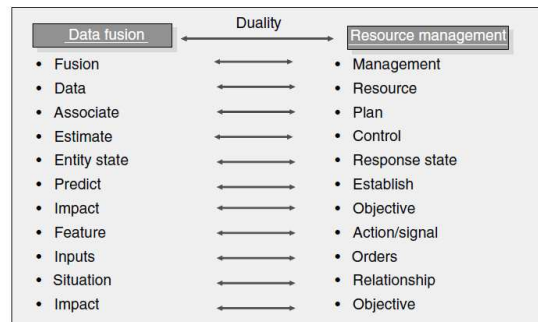 Duality
Data fusion Resource management
• Fusion • Management
• Data • Resource
• Associate • Plan
• Estimate • Control
• Entity state • Response state
• Predict • Establish
• Impact • Objective
• Feature • Action/signal
• Inputs • Orders
• Situation • Relationship
• Impact • Objective